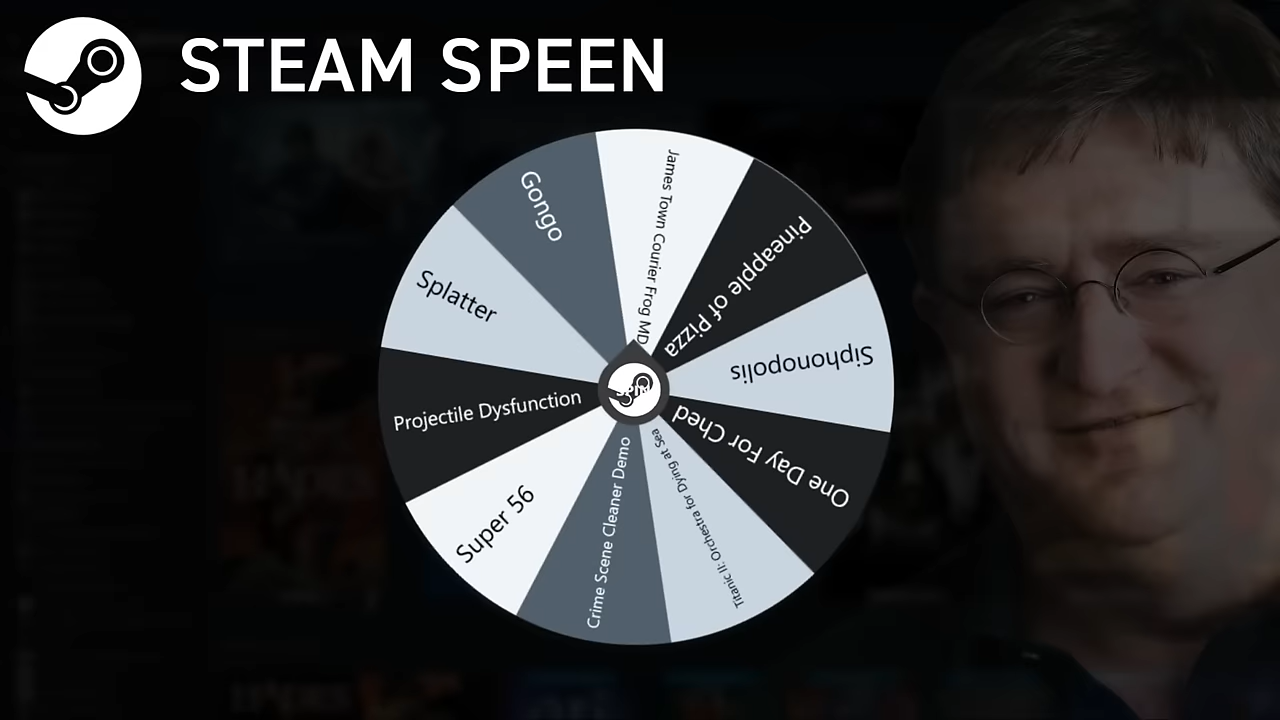 STEAM SPEEN
James Town Courier Frog MD
Pineapple of Pizza
Siphonopolis
One Day For Ched
Titanic II: Orchestra for Dying at Sea
Crime Scene Cleaner Demo
Super 56
Projectile Dysfunction
Splatter
Gongo
SPIN